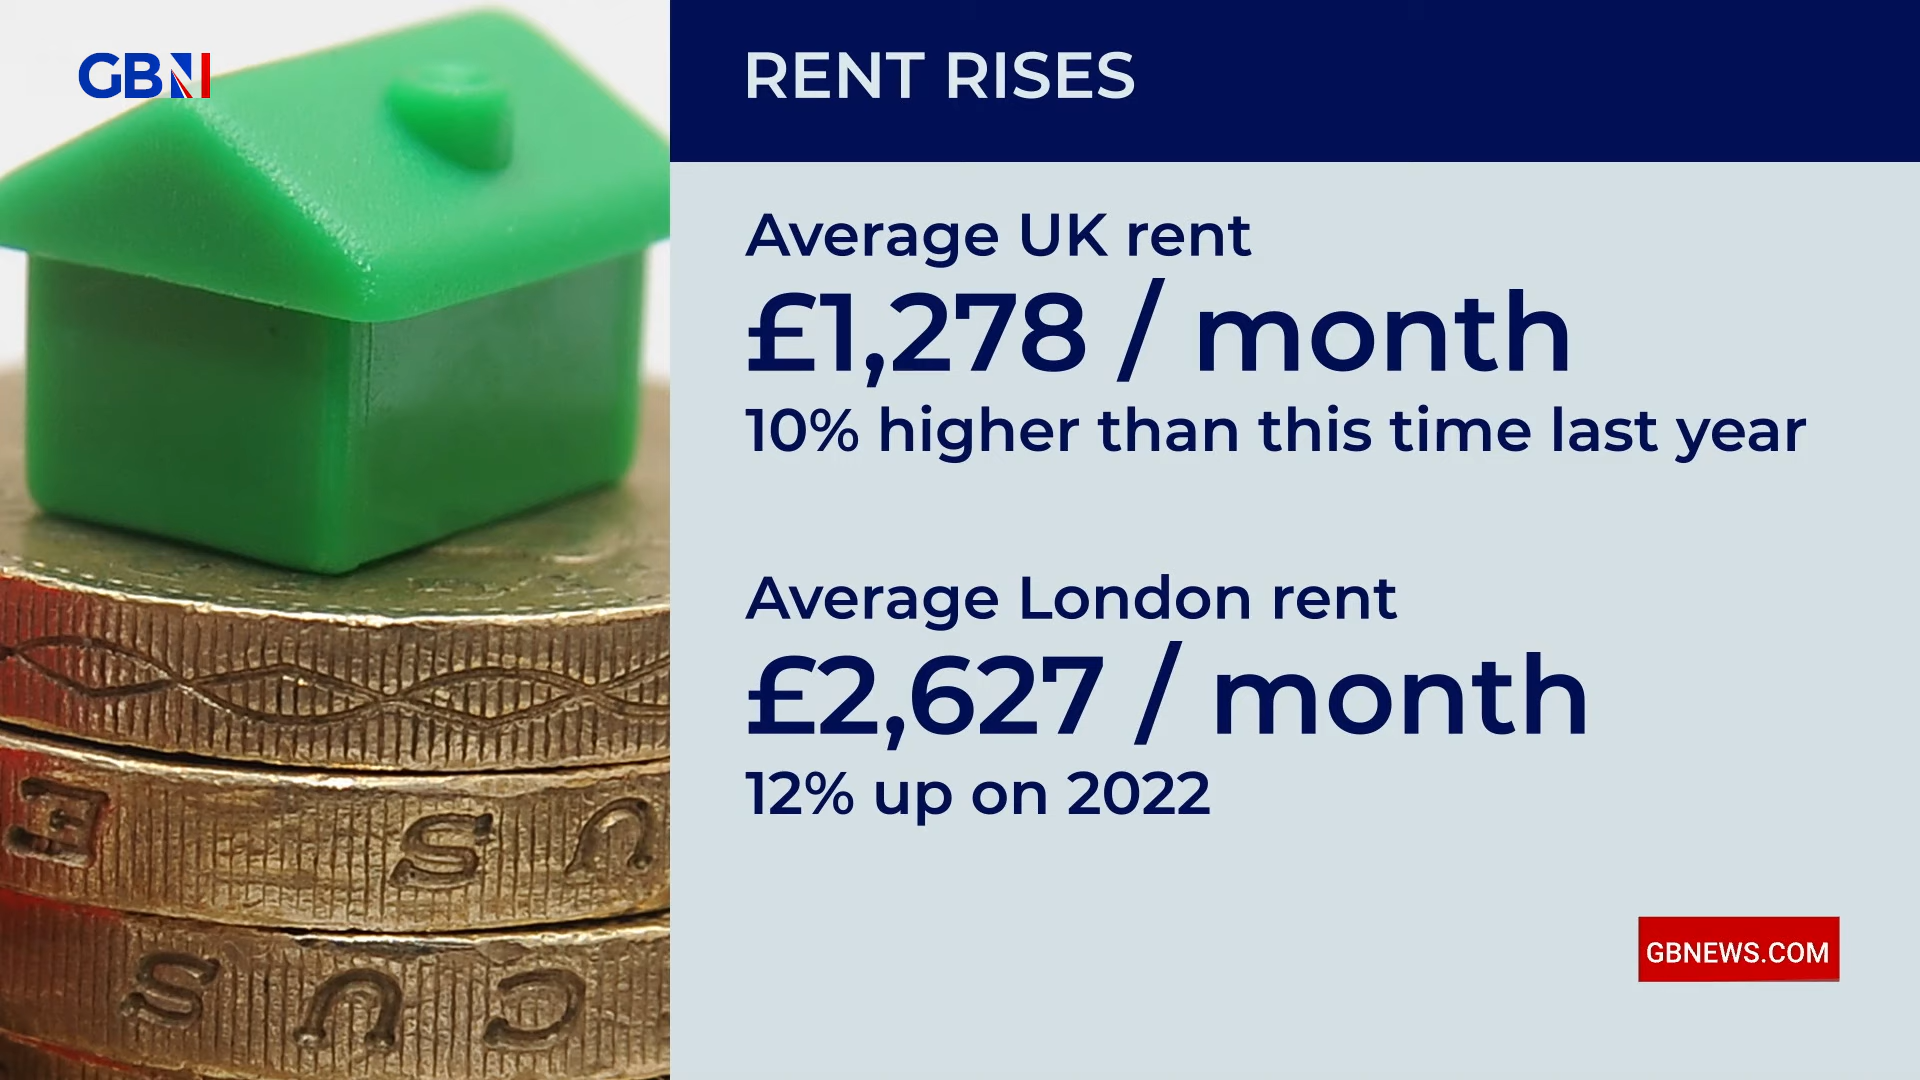 GBN
RENT RISES
Average UK rent
£1,278 / month
10% higher than this time last year
Average London rent
£2,627 / month
12% up on 2022
GBNEWS.COM